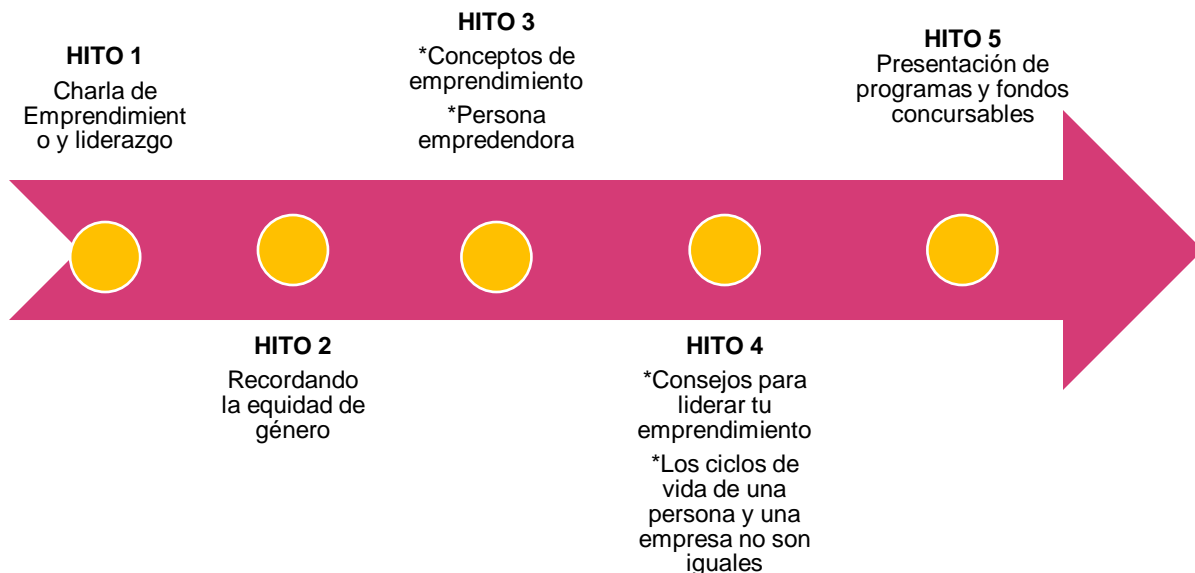 HITO 1
Charla de
Emprendimient
o y liderazgo
HITO 2
Recordando
la equidad de
género
HITO 3
*Conceptos de
emprendimiento
*Persona
empredendora
HITO 4
*Consejos para
liderar tu
emprendimiento
*Los ciclos de
vida de una
persona y una
empresa no son
iguales
HITO 5
Presentación de
programas y fondos
concursables